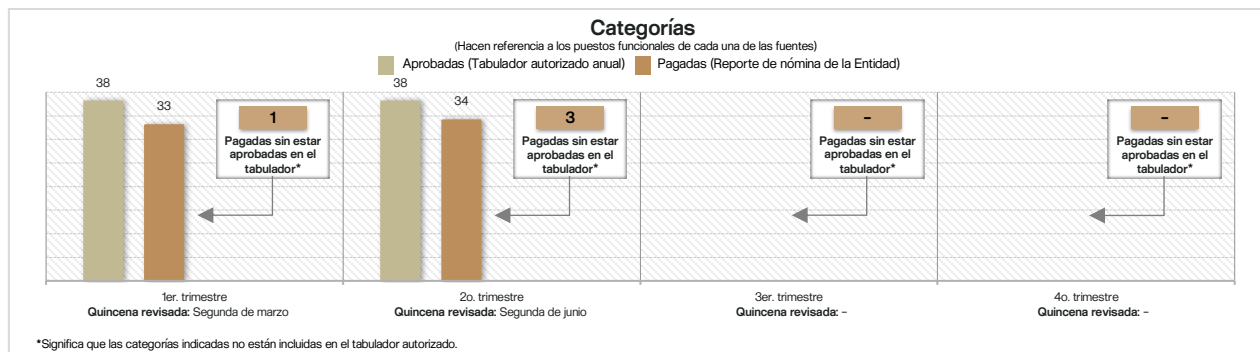 Categorías
(Hacen referencia a los puestos funcionales de cada una de las fuentes)
Aprobadas (Tabulador autorizado anual)
Pagadas (Reporte de nómina de la Entidad)
38
33
1
Pagadas sin estar
aprobadas en el
tabulador*
38
34
3
Pagadas sin estar
aprobadas en el
tabulador*
-
Pagadas sin estar
aprobadas en el
tabulador*
-
Pagadas sin estar
aprobadas en el
tabulador*
1er. trimestre
Quincena revisada: Segunda de marzo
2o. trimestre
Quincena revisada: Segunda de junio
3er. trimestre
Quincena revisada: -
4o. trimestre
Quincena revisada: -
*Significa que las categorías indicadas no están incluidas en el tabulador autorizado.